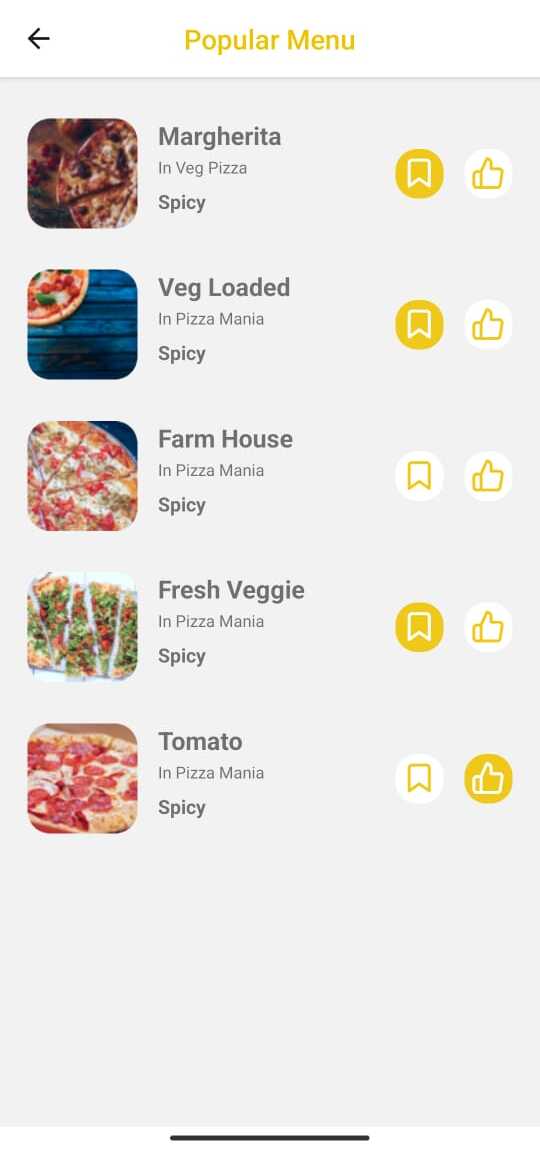 Popular Menu
Margherita
In Veg Pizza
Spicy
Veg Loaded
In Pizza Mania
Spicy
Farm House
In Pizza Mania
Spicy
Fresh Veggie
In Pizza Mania
Spicy
Tomato
In Pizza Mania
Spicy